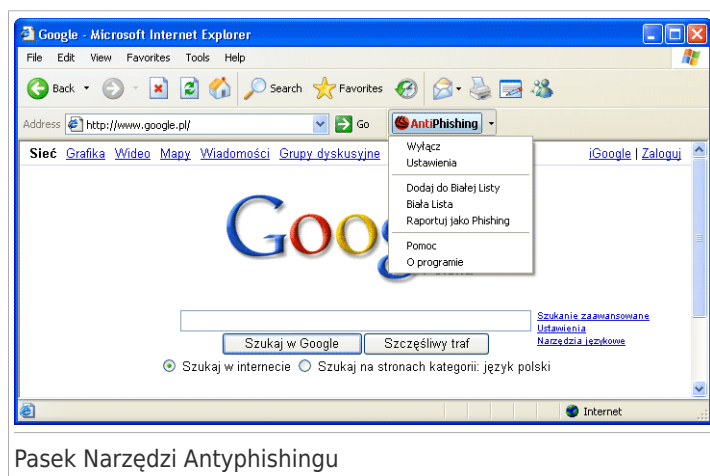 Google - Microsoft Internet Explorer
File Edit View Favorites Tools Help
Back Search Favorites
Address http://www.google.pl/ Go AntiPhishing
Sieć Grafika Wideo Mapy Wiadomości Grupy dyskusyjne iGoogle | Zaloguj
Wyłącz
Ustawienia
Dodaj do Białej Listy
Biała Lista
Raportuj jako Phishing
Pomoc
O programie
Goog
Szukanie zaawansowane
Ustawienia
Narzędzia językowe
Szukaj w Google Szczęśliwy traf
Szukaj w internecie Szukaj na stronach kategorii: język polski
Internet
Pasek Narzędzi Antyphishingu